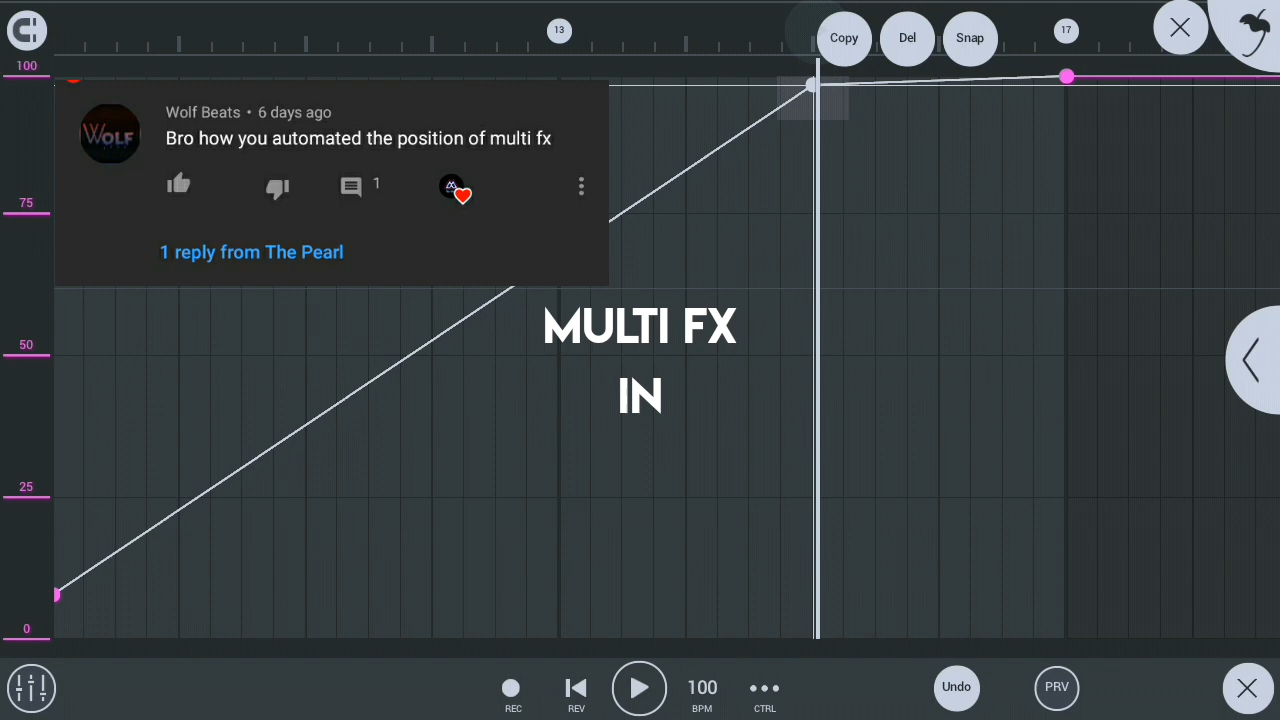 13
Copy
Del
Snap
17
100
WOLF
Wolf Beats • 6 days ago
Bro how you automated the position of multi fx
1
1 reply from The Pearl
75
MULTI FX
IN
50
25
0
REC
REV
100
BPM
CTRL
Undo
PRV